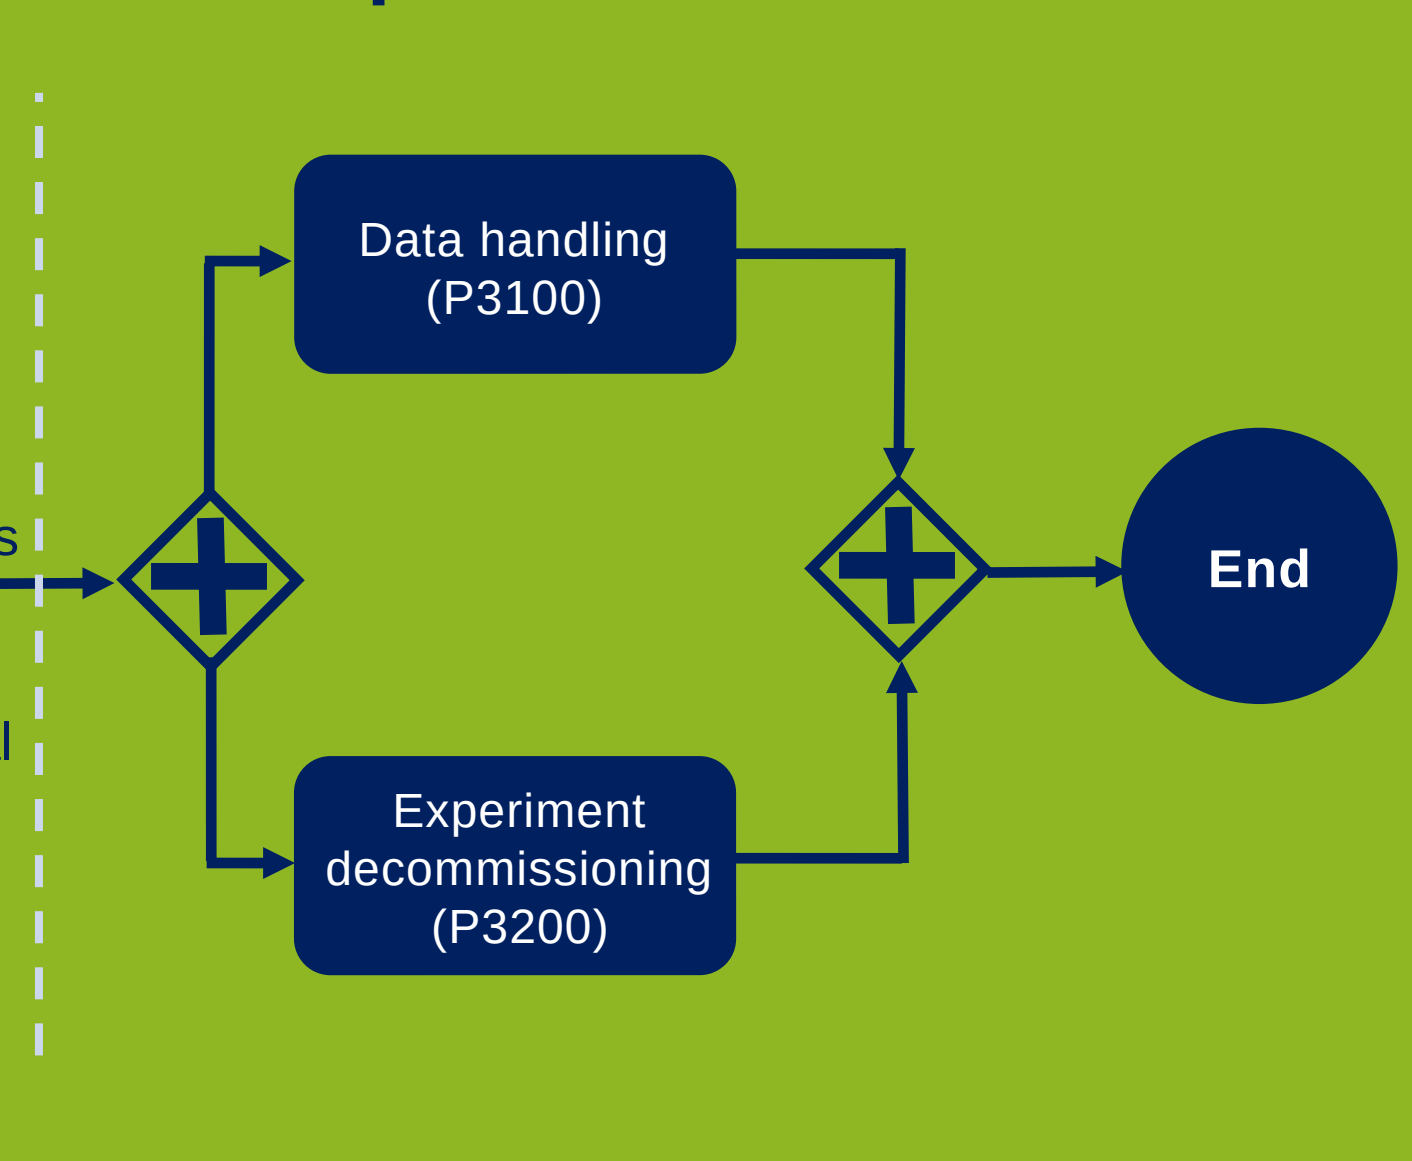 Data handling
(P3100)
Experiment
decommissioning
(P3200)
End